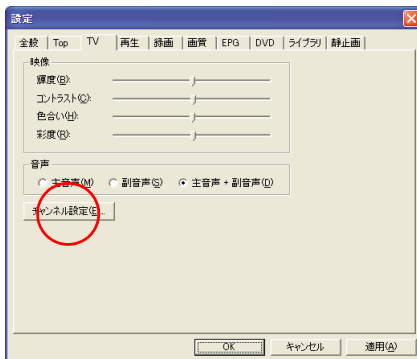 設定
全般 Top TV 再生 録画 画質 EPG DVD ライブラリ 静止画
映像
輝度(B):
コントラスト(C):
色合い(H):
彩度(R):
音声
主音声(M) 副音声(S) 主音声 + 副音声(D)
チャンネル設定(E)...
OK キャンセル 適用(A)